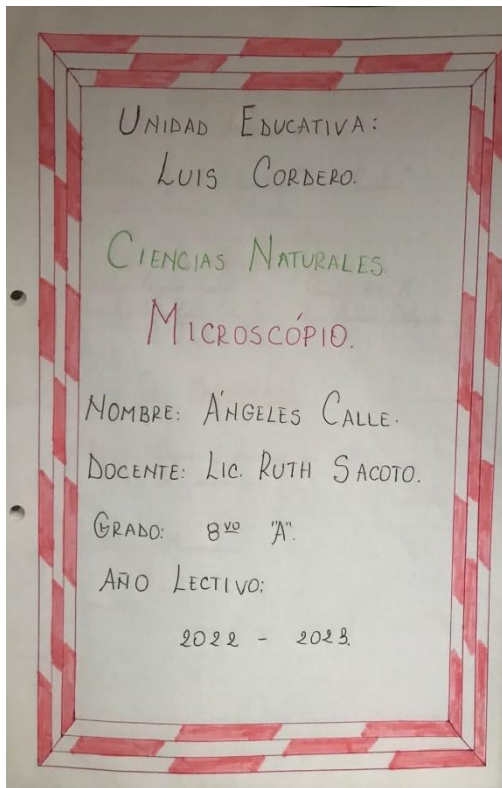 UNIDAD EDUCATIVA:
LUIS CORDERO.
CIENCIAS NATURALES
MICROSCÓPIO.
NOMBRE: ÁNGELES CALLE.
DOCENTE: LIC. RUTH SACOTO.
GRADO: 8vo "A".
AÑO LECTIVO:
2022 - 2023.